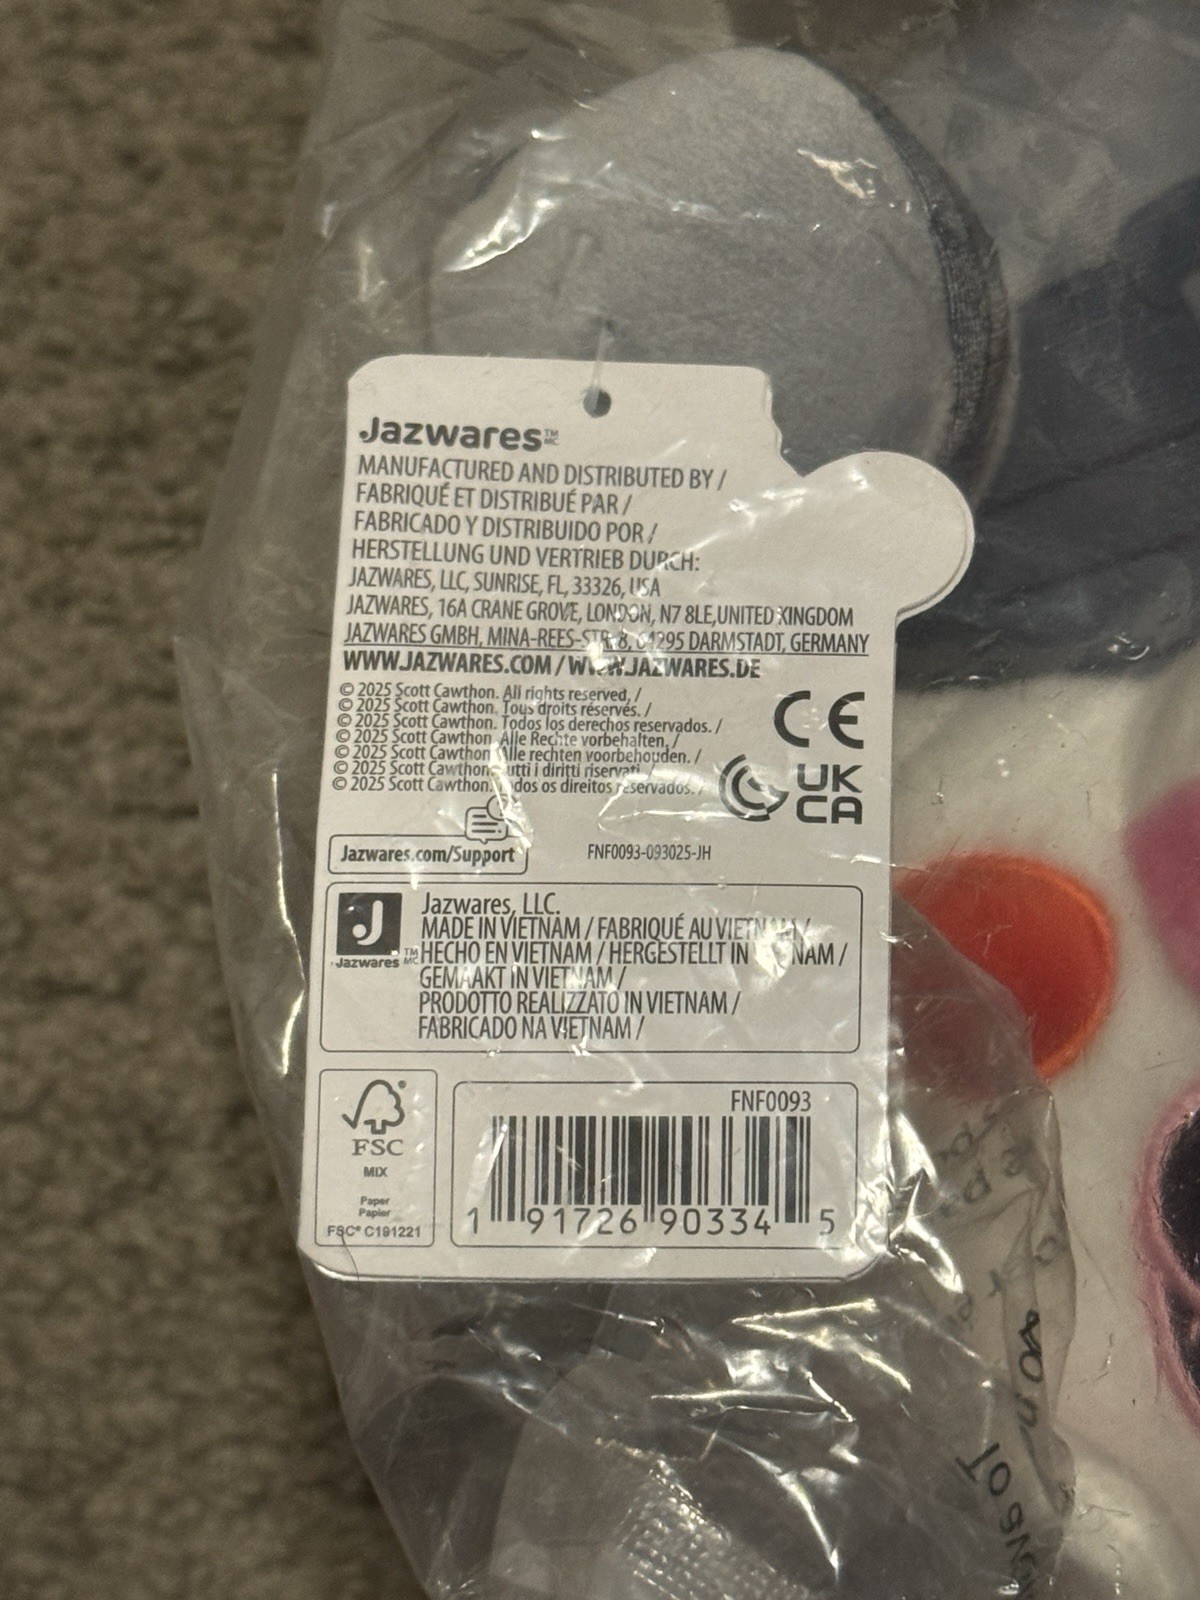 Jazwares™ MC
MANUFACTURED AND DISTRIBUTED BY /
FABRIQUÉ ET DISTRIBUÉ PAR /
FABRICADO Y DISTRIBUIDO POR /
HERSTELLUNG UND VERTRIEB DURCH:
JAZWARES, LLC, SUNRISE, FL, 33326, USA
JAZWARES, 16A CRANE GROVE, LONDON, N7 8LE,UNITED KINGDOM
JAZWARES GMBH, MINA-REES-STR. 8, 64295 DARMSTADT, GERMANY
WWW.JAZWARES.COM / WWW.JAZWARES.DE
© 2025 Scott Cawthon. All rights reserved. /
© 2025 Scott Cawthon. Tous droits réservés. /
© 2025 Scott Cawthon. Todos los derechos reservados. /
© 2025 Scott Cawthon. Alle Rechte vorbehalten. /
© 2025 Scott Cawthon. Alle rechten voorbehouden. /
© 2025 Scott Cawthon. Tutti i diritti riservati. /
© 2025 Scott Cawthon. Todos os direitos reservados. /
CE
UK
CA
Jazwares.com/Support
FNF0093-093025-JH
J
Jazwares™ MC
Jazwares, LLC.
MADE IN VIETNAM / FABRIQUÉ AU VIETNAM /
HECHO EN VIETNAM / HERGESTELLT IN VIETNAM /
GEMAAKT IN VIETNAM /
PRODOTTO REALIZZATO IN VIETNAM /
FABRICADO NA VIETNAM /
FSC
MIX
Paper
Papier
FSC® C191221
FNF0093
1 91726 90334 5